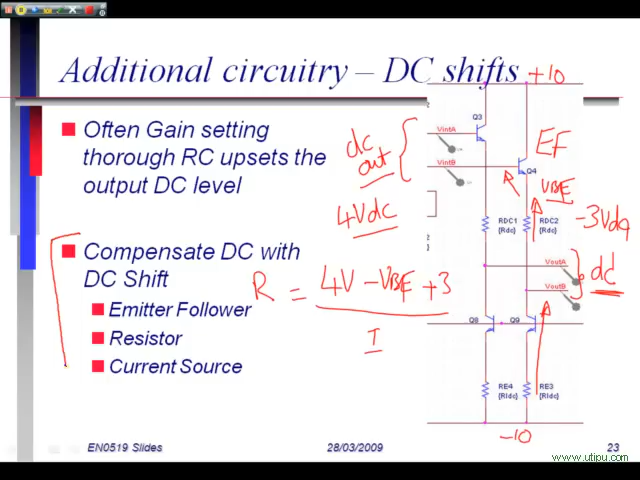 Additional circuitry – DC shifts
+10
Often Gain setting
thorough RC upsets the
output DC level
dc
out
4Vdc
Q3
VintA
VintB
EF
Q4
VBE
RDC1
{Rdc}
RDC2
{Rdc}
-3Vdq
VoutA
VoutB
dc
Compensate DC with
DC Shift
Emitter Follower
Resistor
Current Source
R = 4V - VBE + 3
I
Q8
Q9
RE4
{RIdc}
RE3
{RIdc}
-10
EN0519 Slides
28/03/2009
23
www.utipu.com